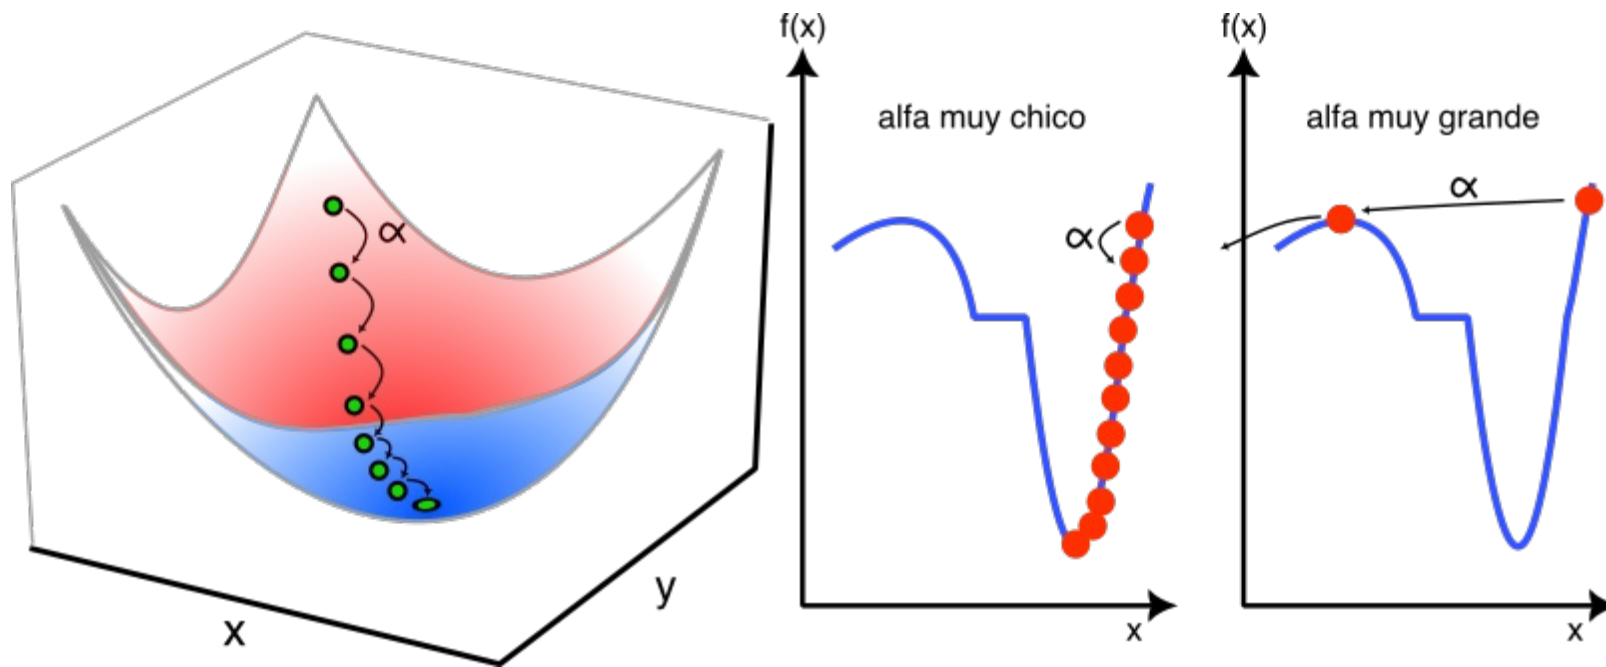 α
x
y
f(x)
alfa muy chico
α
x
f(x)
alfa muy grande
α
x